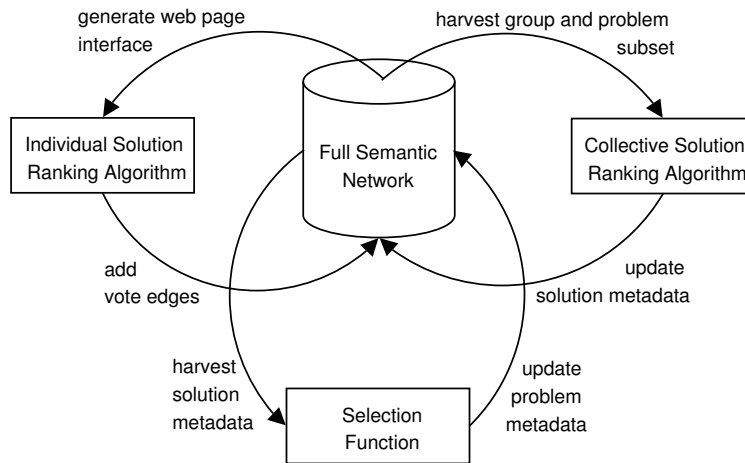 generate web page
interface
harvest group and problem
subset
Individual Solution
Ranking Algorithm
Full Semantic
Network
Collective Solution
Ranking Algorithm
add
vote edges
update
solution metadata
harvest
solution
metadata
update
problem
metadata
Selection
Function